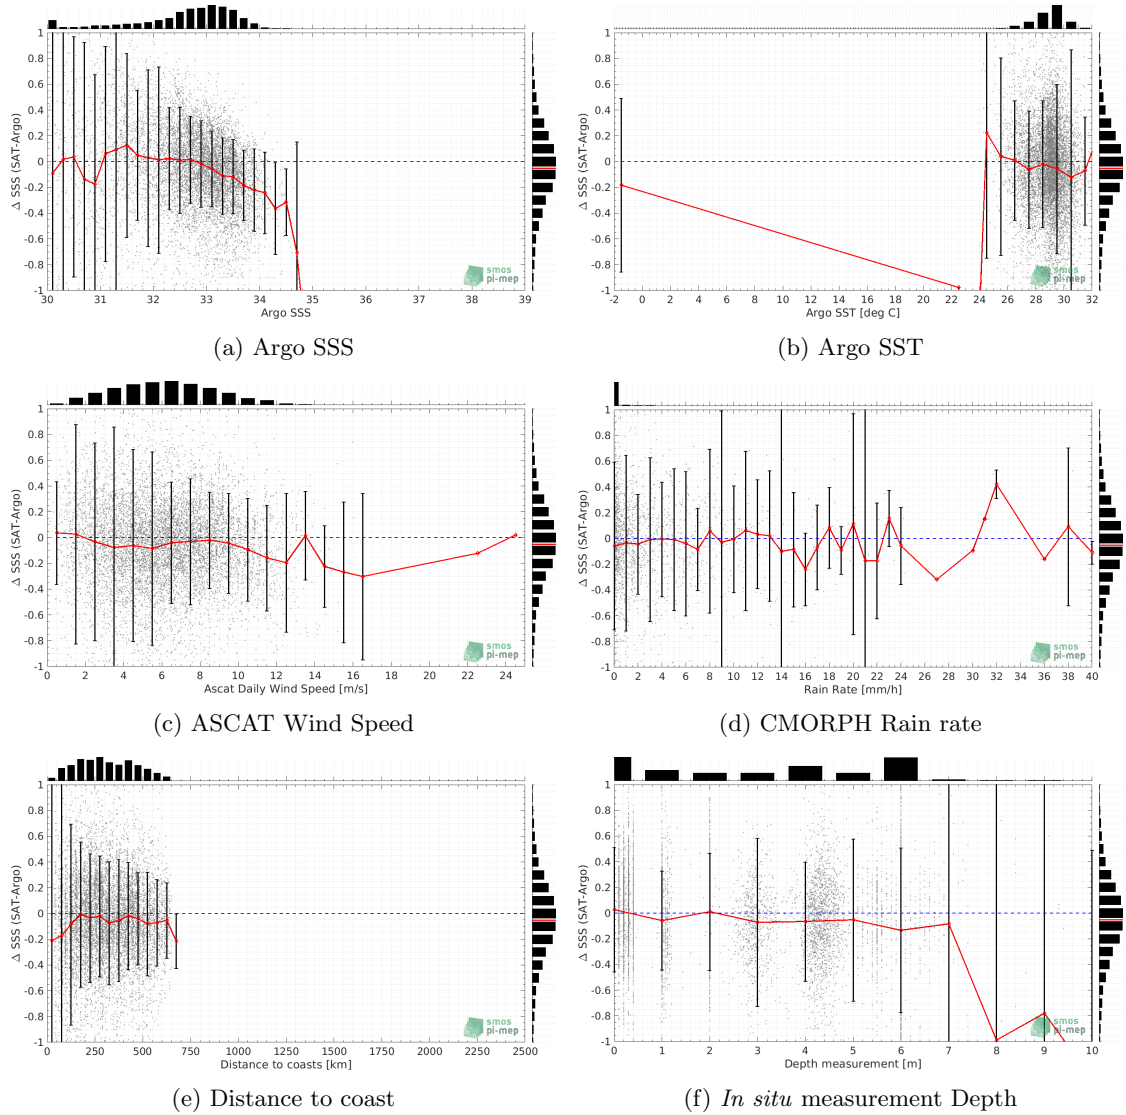 1
0.8
0.6
0.4
0.2
0
-0.2
-0.4
-0.6
-0.8
-1
Δ SSS (SAT-Argo)
30 31 32 33 34 35 36 37 38 39
Argo SSS
smos
pi-mep
(a) Argo SSS
1
0.8
0.6
0.4
0.2
0
-0.2
-0.4
-0.6
-0.8
-1
Δ SSS (SAT-Argo)
-2 0 2 4 6 8 10 12 14 16 18 20 22 24 26 28 30 32
Argo SST [deg C]
smos
pi-mep
(b) Argo SST
1
0.8
0.6
0.4
0.2
0
-0.2
-0.4
-0.6
-0.8
-1
Δ SSS (SAT-Argo)
0 2 4 6 8 10 12 14 16 18 20 22 24
Ascat Daily Wind Speed [m/s]
smos
pi-mep
(c) ASCAT Wind Speed
1
0.8
0.6
0.4
0.2
0
-0.2
-0.4
-0.6
-0.8
-1
Δ SSS (SAT-Argo)
0 2 4 6 8 10 12 14 16 18 20 22 24 26 28 30 32 34 36 38 40
Rain Rate [mm/h]
smos
pi-mep
(d) CMORPH Rain rate
1
0.8
0.6
0.4
0.2
0
-0.2
-0.4
-0.6
-0.8
-1
Δ SSS (SAT-Argo)
0 250 500 750 1000 1250 1500 1750 2000 2250 2500
Distance to coasts [km]
smos
pi-mep
(e) Distance to coast
1
0.8
0.6
0.4
0.2
0
-0.2
-0.4
-0.6
-0.8
-1
Δ SSS (SAT-Argo)
0 1 2 3 4 5 6 7 8 9 10
Depth measurement [m]
smos
pi-mep
(f) In situ measurement Depth